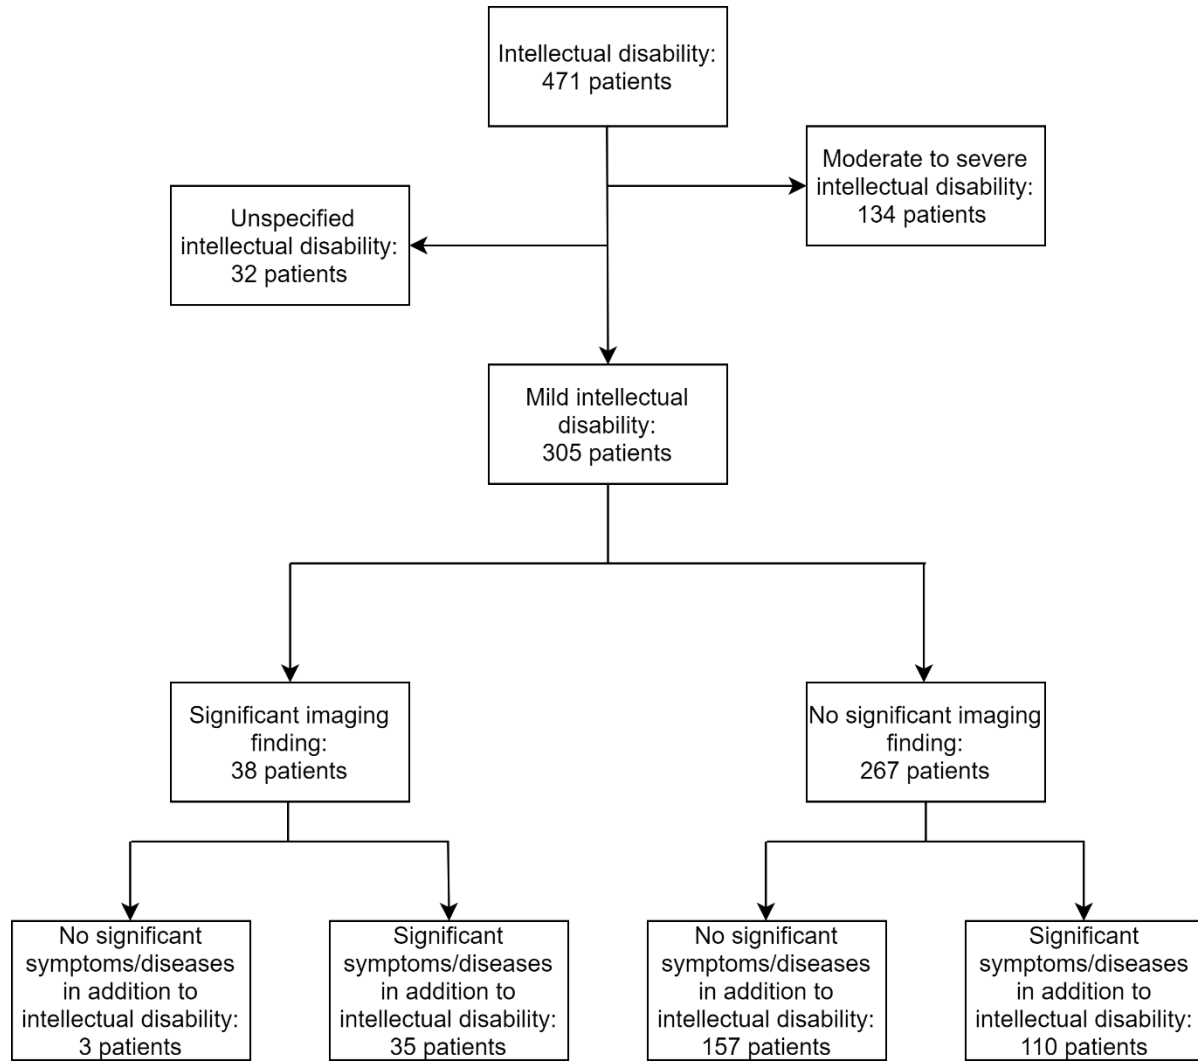 Intellectual disability:
471 patients
Moderate to severe
intellectual disability:
134 patients
Unspecified
intellectual disability:
32 patients
Mild intellectual
disability:
305 patients
Significant imaging
finding:
38 patients
No significant imaging
finding:
267 patients
No significant
symptoms/diseases
in addition to
intellectual disability:
3 patients
Significant
symptoms/diseases
in addition to
intellectual disability:
35 patients
No significant
symptoms/diseases
in addition to
intellectual disability:
157 patients
Significant
symptoms/diseases
in addition to
intellectual disability:
110 patients